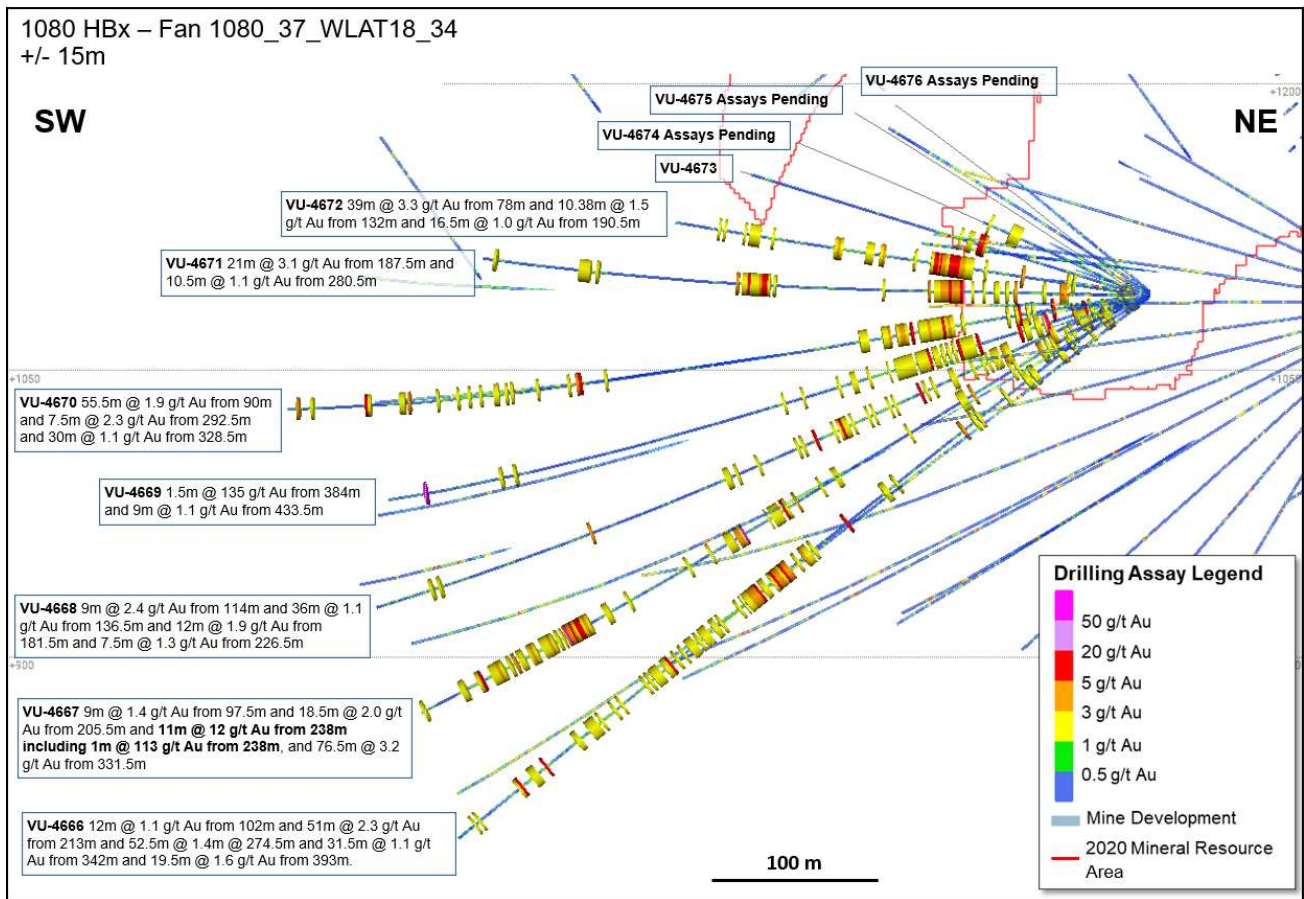 1080 HBx – Fan 1080_37_WLAT18_34
+/- 15m
SW
NE
VU-4676 Assays Pending
VU-4675 Assays Pending
VU-4674 Assays Pending
VU-4673
+1200
VU-4672 39m @ 3.3 g/t Au from 78m and 10.38m @ 1.5
g/t Au from 132m and 16.5m @ 1.0 g/t Au from 190.5m
VU-4671 21m @ 3.1 g/t Au from 187.5m and
10.5m @ 1.1 g/t Au from 280.5m
+1050
+1050
VU-4670 55.5m @ 1.9 g/t Au from 90m
and 7.5m @ 2.3 g/t Au from 292.5m
and 30m @ 1.1 g/t Au from 328.5m
VU-4669 1.5m @ 135 g/t Au from 384m
and 9m @ 1.1 g/t Au from 433.5m
VU-4668 9m @ 2.4 g/t Au from 114m and 36m @ 1.1
g/t Au from 136.5m and 12m @ 1.9 g/t Au from
181.5m and 7.5m @ 1.3 g/t Au from 226.5m
+900
VU-4667 9m @ 1.4 g/t Au from 97.5m and 18.5m @ 2.0 g/t
Au from 205.5m and 11m @ 12 g/t Au from 238m
including 1m @ 113 g/t Au from 238m, and 76.5m @ 3.2
g/t Au from 331.5m
VU-4666 12m @ 1.1 g/t Au from 102m and 51m @ 2.3 g/t Au
from 213m and 52.5m @ 1.4m @ 274.5m and 31.5m @ 1.1 g/t
Au from 342m and 19.5m @ 1.6 g/t Au from 393m.
100 m
Drilling Assay Legend
50 g/t Au
20 g/t Au
5 g/t Au
3 g/t Au
1 g/t Au
0.5 g/t Au
Mine Development
2020 Mineral Resource
Area